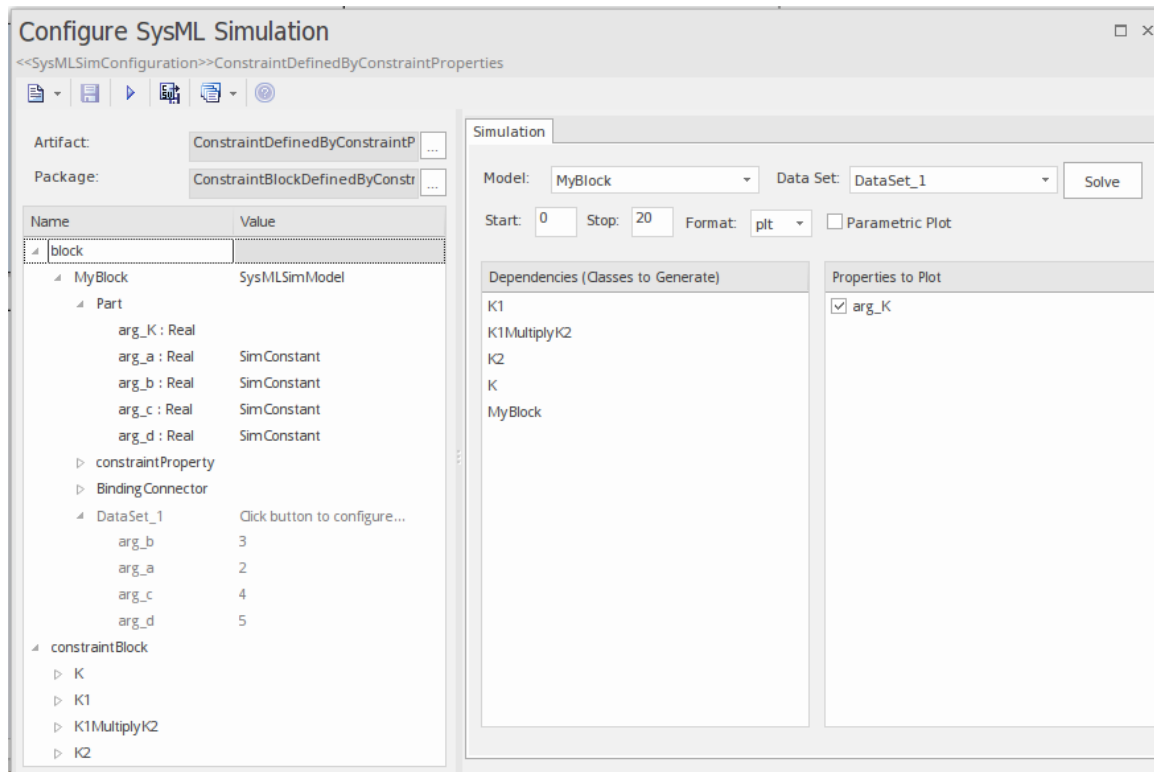 Configure SysML Simulation
<<SysMLSimConfiguration>>ConstraintDefinedByConstraintProperties
Artifact: ConstraintDefinedByConstraintP ...
Package: ConstraintBlockDefinedByConstr ...
Name Value
block
MyBlock SysMLSimModel
Part
arg_K : Real
arg_a : Real SimConstant
arg_b : Real SimConstant
arg_c : Real SimConstant
arg_d : Real SimConstant
constraintProperty
BindingConnector
DataSet_1 Click button to configure...
arg_b 3
arg_a 2
arg_c 4
arg_d 5
constraintBlock
K
K1
K1MultiplyK2
K2
Simulation
Model: MyBlock Data Set: DataSet_1 Solve
Start: 0 Stop: 20 Format: plt Parametric Plot
Dependencies (Classes to Generate)
K1
K1MultiplyK2
K2
K
MyBlock
Properties to Plot
arg_K